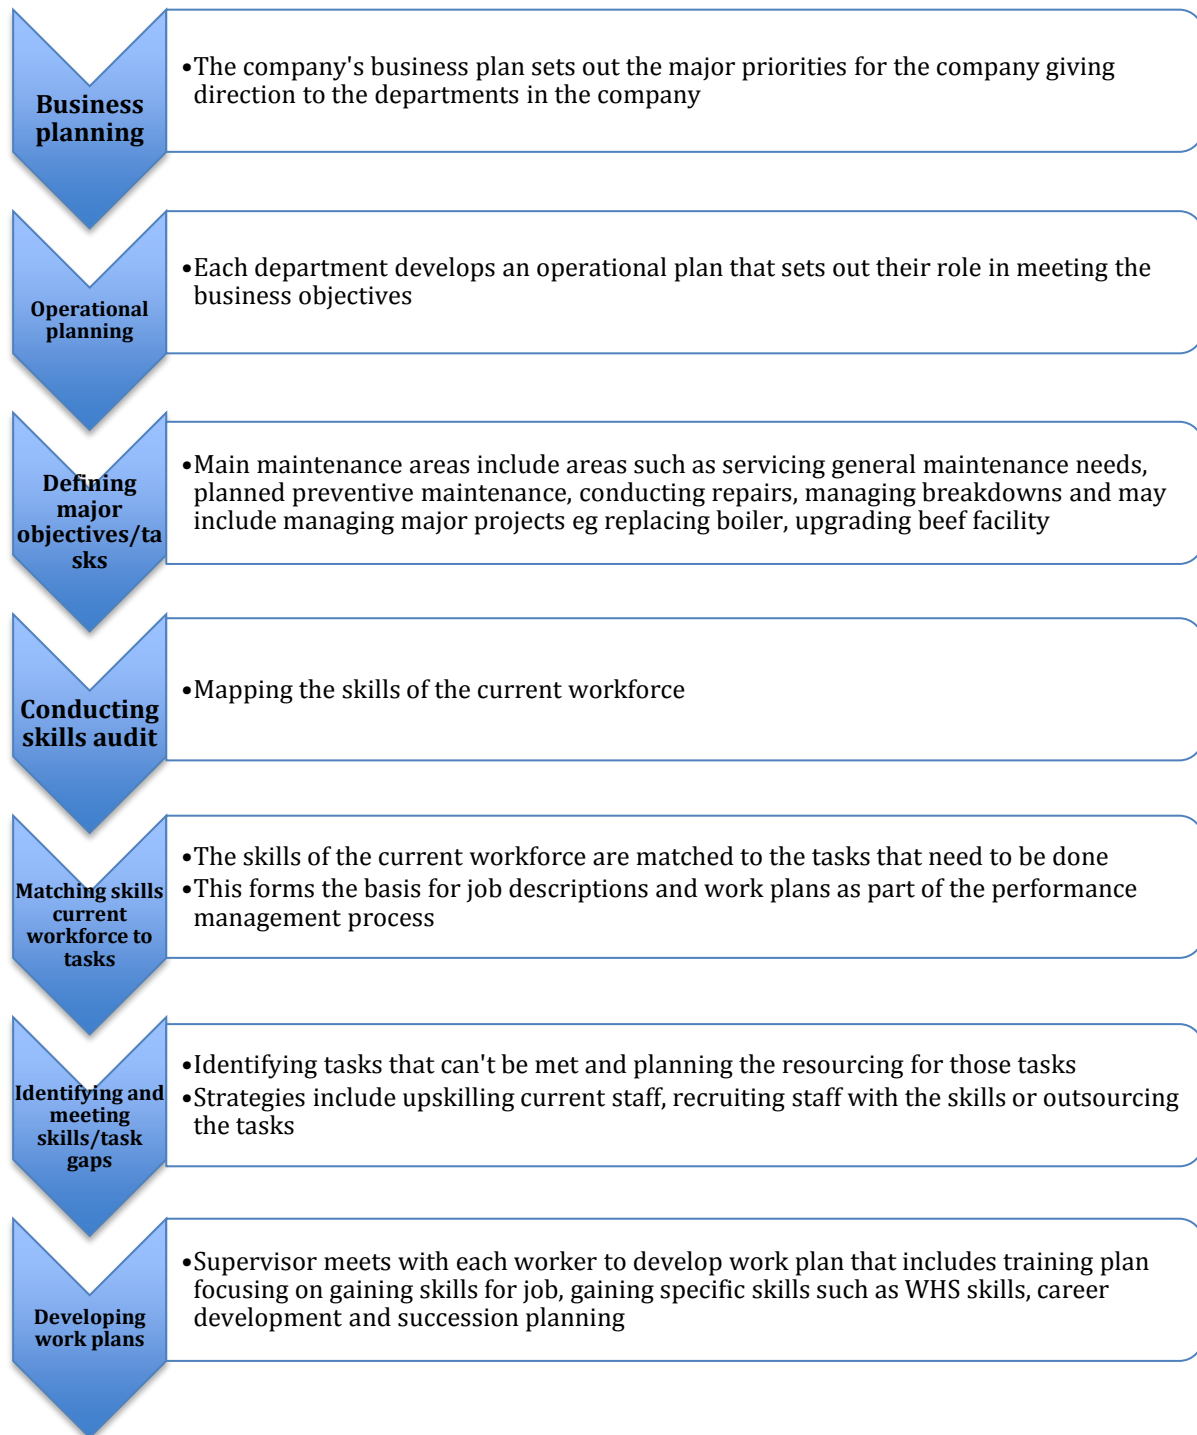 Business
planning
•The company's business plan sets out the major priorities for the company giving
direction to the departments in the company
Operational
planning
•Each department develops an operational plan that sets out their role in meeting the
business objectives
Defining
major
objectives/ta
sks
•Main maintenance areas include areas such as servicing general maintenance needs,
planned preventive maintenance, conducting repairs, managing breakdowns and may
include managing major projects eg replacing boiler, upgrading beef facility
Conducting
skills audit
•Mapping the skills of the current workforce
Matching skills
current
workforce to
tasks
•The skills of the current workforce are matched to the tasks that need to be done
•This forms the basis for job descriptions and work plans as part of the performance
management process
Identifying and
meeting
skills/task
gaps
•Identifying tasks that can't be met and planning the resourcing for those tasks
•Strategies include upskilling current staff, recruiting staff with the skills or outsourcing
the tasks
Developing
work plans
•Supervisor meets with each worker to develop work plan that includes training plan
focusing on gaining skills for job, gaining specific skills such as WHS skills, career
development and succession planning